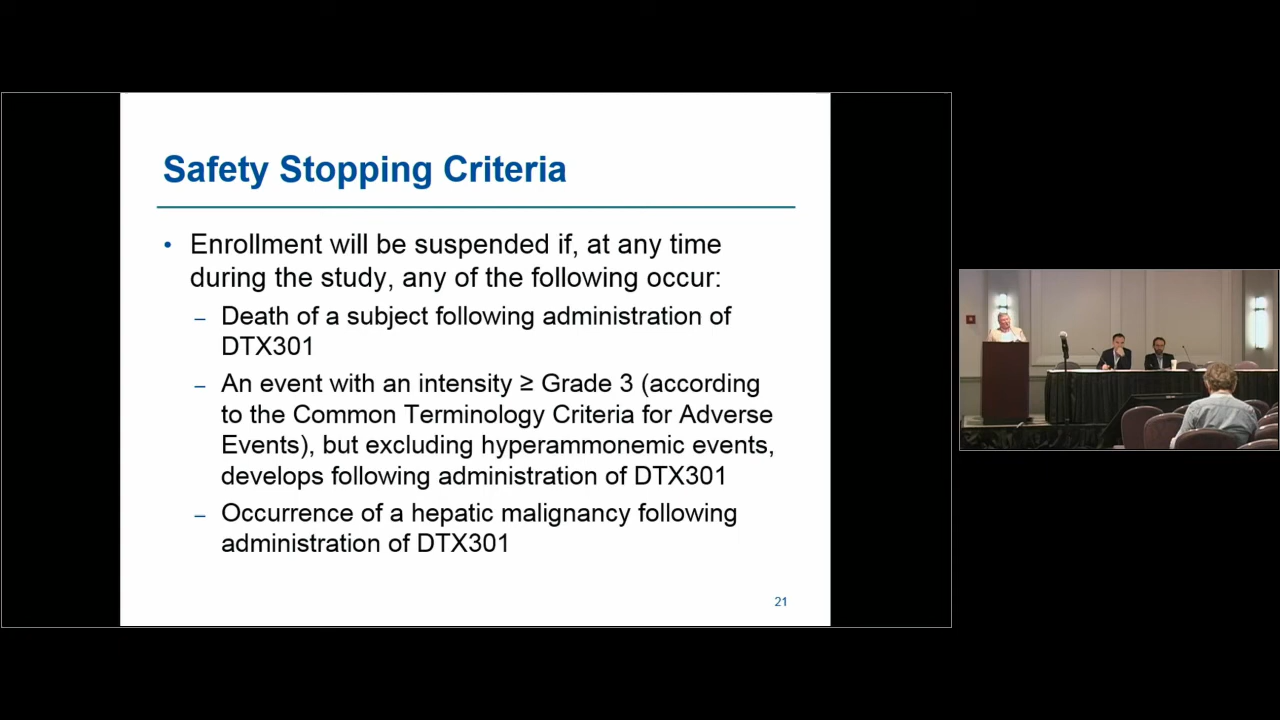 Safety Stopping Criteria
• Enrollment will be suspended if, at any time
during the study, any of the following occur:
– Death of a subject following administration of
DTX301
– An event with an intensity ≥ Grade 3 (according
to the Common Terminology Criteria for Adverse
Events), but excluding hyperammonemic events,
develops following administration of DTX301
– Occurrence of a hepatic malignancy following
administration of DTX301
21